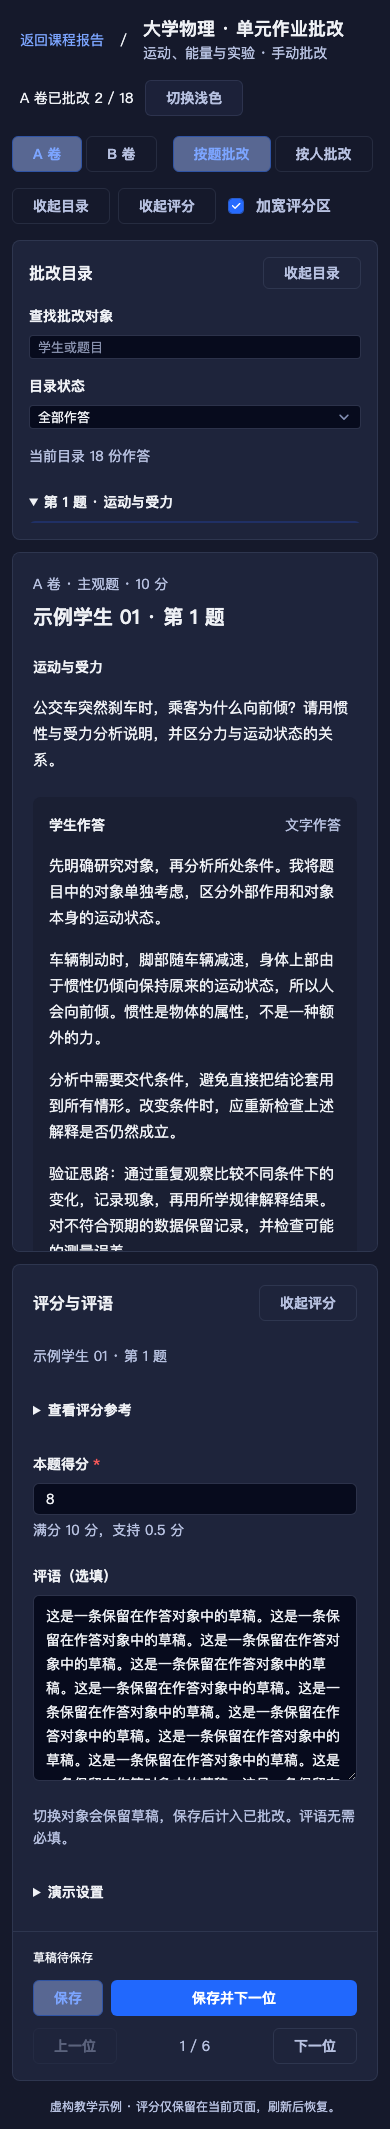 返回课程报告 / 大学物理 · 单元作业批改
运动、能量与实验 · 手动批改
A 卷已批改 2 / 18 切换浅色
A 卷 B 卷 按题批改 按人批改
收起目录 收起评分 加宽评分区
批改目录 收起目录
查找批改对象
学生或题目
目录状态
全部作答
当前目录 18 份作答
第 1 题 · 运动与受力
A 卷 · 主观题 · 10 分
示例学生 01 · 第 1 题
运动与受力
公交车突然刹车时，乘客为什么向前倾？请用惯
性与受力分析说明，并区分力与运动状态的关
系。
学生作答 文字作答
先明确研究对象，再分析所处条件。我将题
目中的对象单独考虑，区分外部作用和对象
本身的运动状态。
车辆制动时，脚部随车辆减速，身体上部由
于惯性仍倾向保持原来的运动状态，所以人
会向前倾。惯性是物体的属性，不是一种额
外的力。
分析中需要交代条件，避免直接把结论套用
到所有情形。改变条件时，应重新检查上述
解释是否仍然成立。
验证思路：通过重复观察比较不同条件下的
变化，记录现象，再用所学规律解释结果。
对不符合预期的数据保留记录，并检查可能
的测量误差
评分与评语 收起评分
示例学生 01 · 第 1 题
查看评分参考
本题得分 *
8
满分 10 分，支持 0.5 分
评语（选填）
这是一条保留在作答对象中的草稿。这是一条保
留在作答对象中的草稿。这是一条保留在作答对
象中的草稿。这是一条保留在作答对象中的草
稿。这是一条保留在作答对象中的草稿。这是一
条保留在作答对象中的草稿。这是一条保留在作
答对象中的草稿。这是一条保留在作答对象中的
草稿。这是一条保留在作答对象中的草稿。这是
一条保留在作答对象中的草稿。这是一条保留在
切换对象会保留草稿，保存后计入已批改。评语无需
必填。
演示设置
草稿待保存
保存 保存并下一位
上一位 1 / 6 下一位
虚构教学示例 · 评分仅保留在当前页面，刷新后恢复。